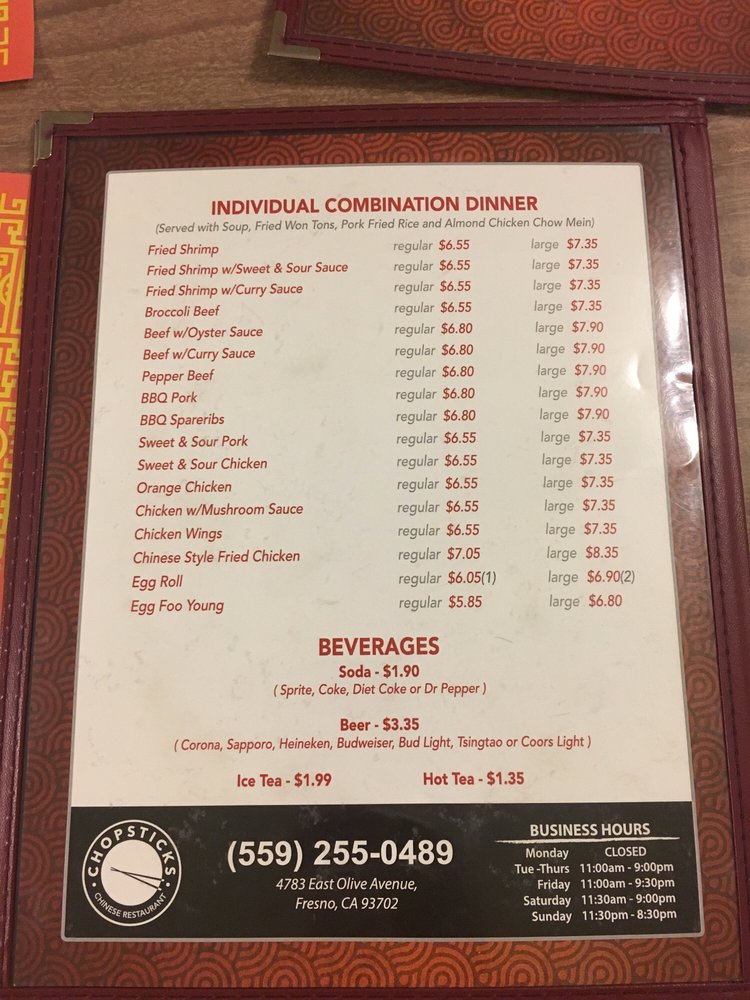 INDIVIDUAL COMBINATION DINNER
(Served with Soup, Fried Won Tons, Pork Fried Rice and Almond Chicken Chow Mein)
Fried Shrimp regular $6.55 large $7.35
Fried Shrimp w/Sweet & Sour Sauce regular $6.55 large $7.35
Fried Shrimp w/Curry Sauce regular $6.55 large $7.35
Broccoli Beef regular $6.55 large $7.35
Beef w/Oyster Sauce regular $6.80 large $7.90
Beef w/Curry Sauce regular $6.80 large $7.90
Pepper Beef regular $6.80 large $7.90
BBQ Pork regular $6.80 large $7.90
BBQ Spareribs regular $6.80 large $7.90
Sweet & Sour Pork regular $6.55 large $7.35
Sweet & Sour Chicken regular $6.55 large $7.35
Orange Chicken regular $6.55 large $7.35
Chicken w/Mushroom Sauce regular $6.55 large $7.35
Chicken Wings regular $6.55 large $7.35
Chinese Style Fried Chicken regular $7.05 large $8.35
Egg Roll regular $6.05(1) large $6.90(2)
Egg Foo Young regular $5.85 large $6.80
BEVERAGES
Soda - $1.90
( Sprite, Coke, Diet Coke or Dr Pepper )
Beer - $3.35
( Corona, Sapporo, Heineken, Budweiser, Bud Light, Tsingtao or Coors Light )
Ice Tea - $1.99 Hot Tea - $1.35
CHOPSTICKS
CHINESE RESTAURANT
(559) 255-0489
4783 East Olive Avenue,
Fresno, CA 93702
BUSINESS HOURS
Monday CLOSED
Tue -Thurs 11:00am - 9:00pm
Friday 11:00am - 9:30pm
Saturday 11:30am - 9:00pm
Sunday 11:30pm - 8:30pm